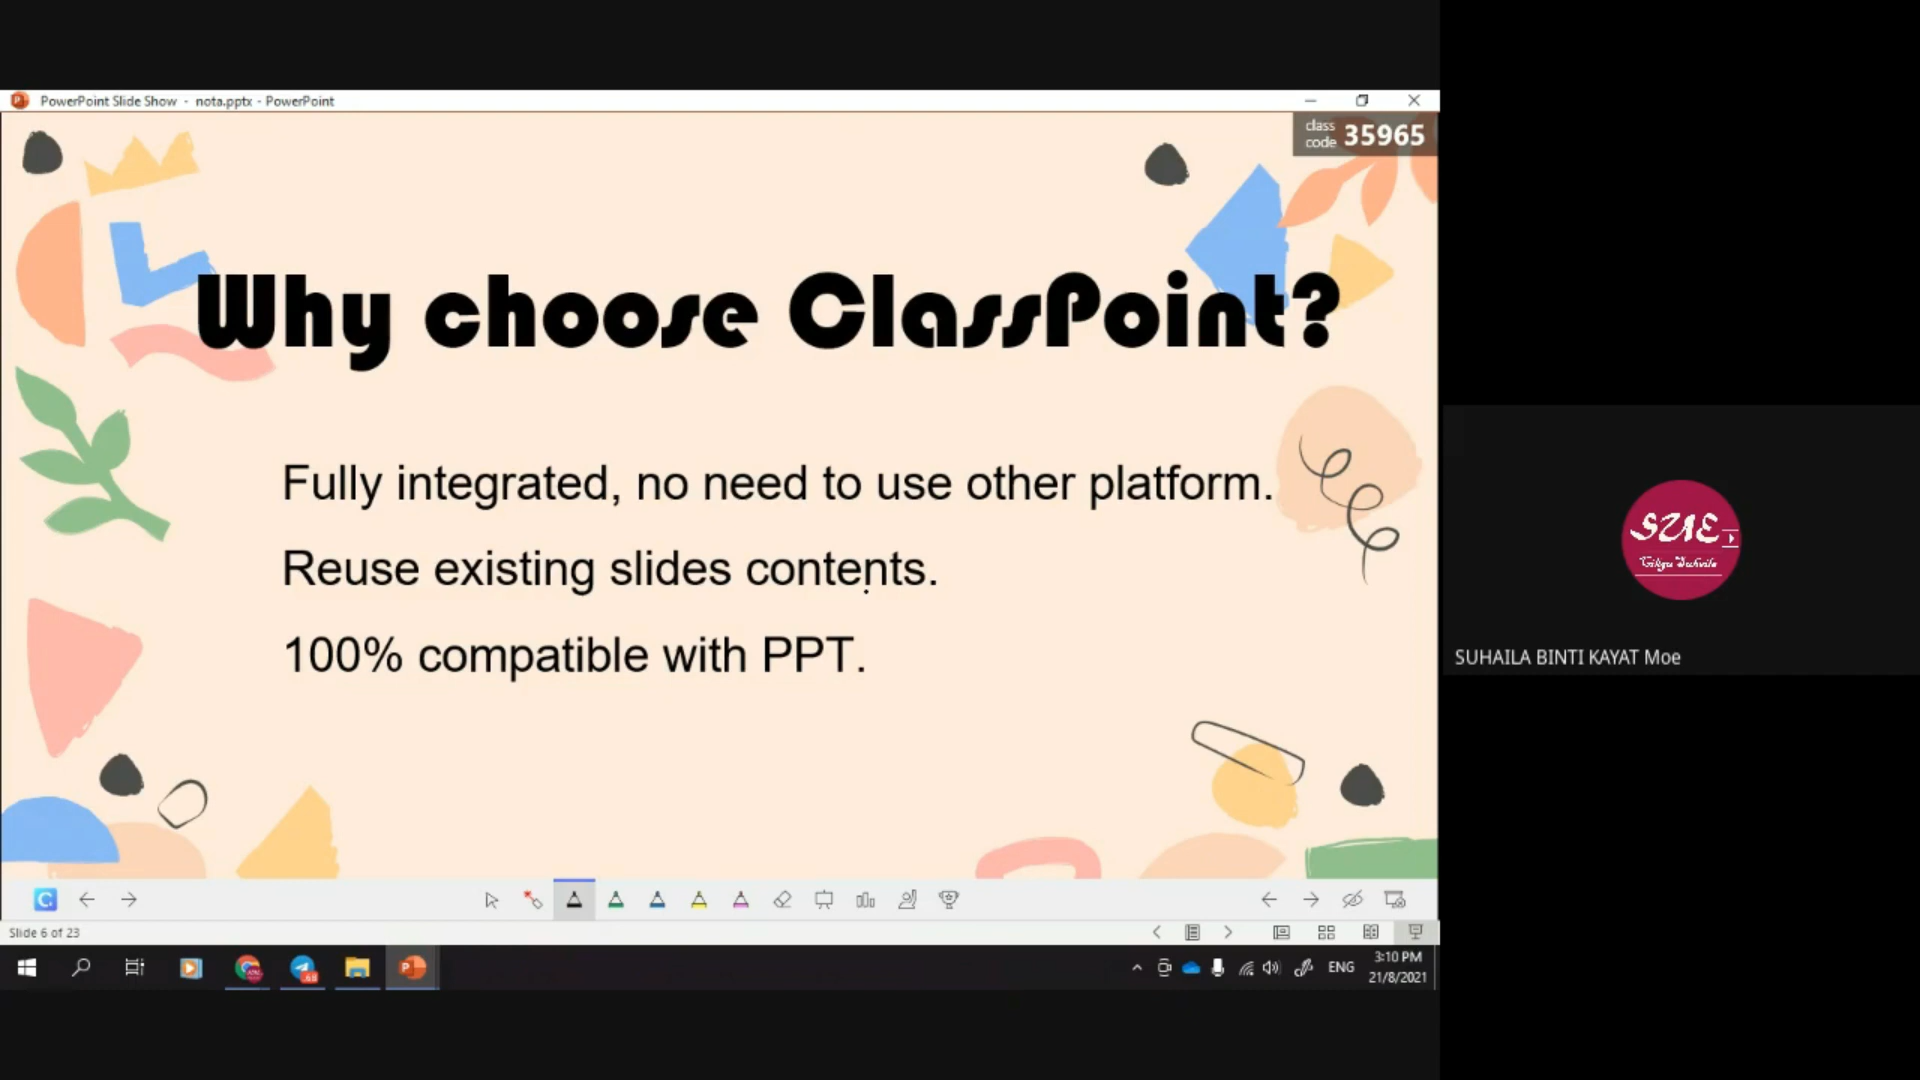 PowerPoint Slide Show - nota.pptx - PowerPoint
class code 35965
Why choose ClassPoint?
Fully integrated, no need to use other platform.
Reuse existing slides contents.
100% compatible with PPT.
SUHAILA BINTI KAYAT Moe
Slide 6 of 23
ENG
3:10 PM
21/8/2021